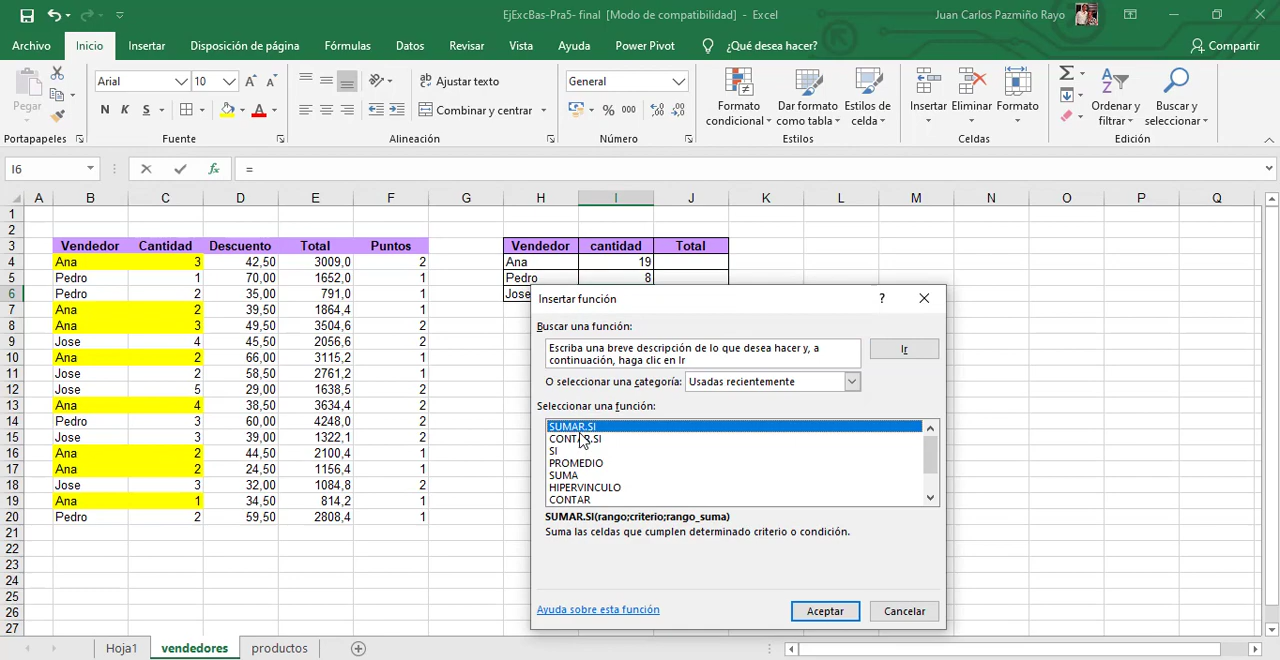 EjExcBas-Pra5- final [Modo de compatibilidad] - Excel
Juan Carlos Pazmiño Rayo
Archivo Inicio Insertar Disposición de página Fórmulas Datos Revisar Vista Ayuda Power Pivot ¿Qué desea hacer? Compartir
Pegar
Arial 10
N K S
Ajustar texto
Combinar y centrar
General
% 000
Formato condicional
Dar formato como tabla
Estilos de celda
Insertar Eliminar Formato
Ordenar y filtrar
Buscar y seleccionar
Portapapeles Fuente Alineación Número Estilos Celdas Edición
I6 fx =
A B C D E F G H I J K L M N O P Q
1
2
3 Vendedor Cantidad Descuento Total Puntos Vendedor cantidad Total
4 Ana 3 42,50 3009,0 2 Ana 19
5 Pedro 1 70,00 1652,0 1 Pedro 8
6 Pedro 2 35,00 791,0 1 Jose
7 Ana 2 39,50 1864,4 1
8 Ana 3 49,50 3504,6 2
9 Jose 4 45,50 2056,6 2
10 Ana 2 66,00 3115,2 1
11 Jose 2 58,50 2761,2 1
12 Jose 5 29,00 1638,5 2
13 Ana 4 38,50 3634,4 2
14 Pedro 3 60,00 4248,0 2
15 Jose 3 39,00 1322,1 2
16 Ana 2 44,50 2100,4 1
17 Ana 2 24,50 1156,4 1
18 Jose 3 32,00 1084,8 2
19 Ana 1 34,50 814,2 1
20 Pedro 2 59,50 2808,4 1
21
22
23
24
25
26
27
Insertar función ?
Buscar una función:
Escriba una breve descripción de lo que desea hacer y, a
continuación, haga clic en Ir
Ir
O seleccionar una categoría: Usadas recientemente
Seleccionar una función:
SUMAR.SI
CONTAR.SI
SI
PROMEDIO
SUMA
HIPERVINCULO
CONTAR
SUMAR.SI(rango;criterio;rango_suma)
Suma las celdas que cumplen determinado criterio o condición.
Ayuda sobre esta función
Aceptar Cancelar
Hoja1 vendedores productos